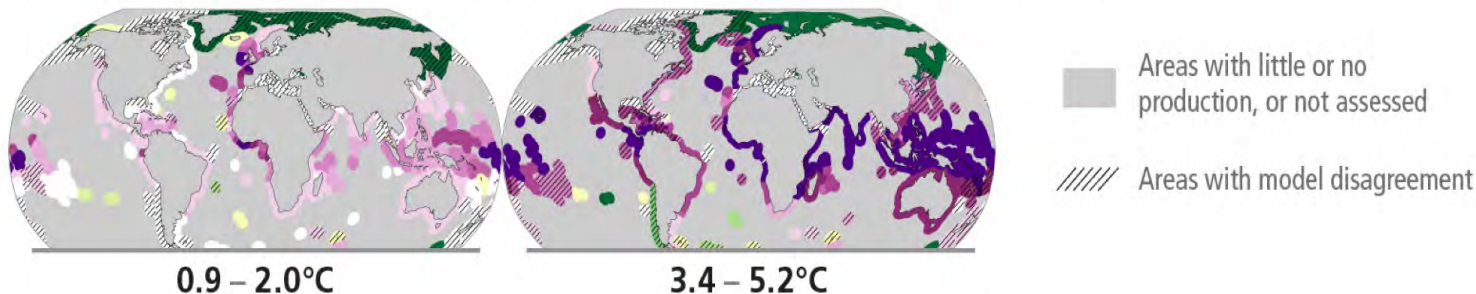 0.9 – 2.0°C
3.4 – 5.2°C
Areas with little or no
production, or not assessed
Areas with model disagreement